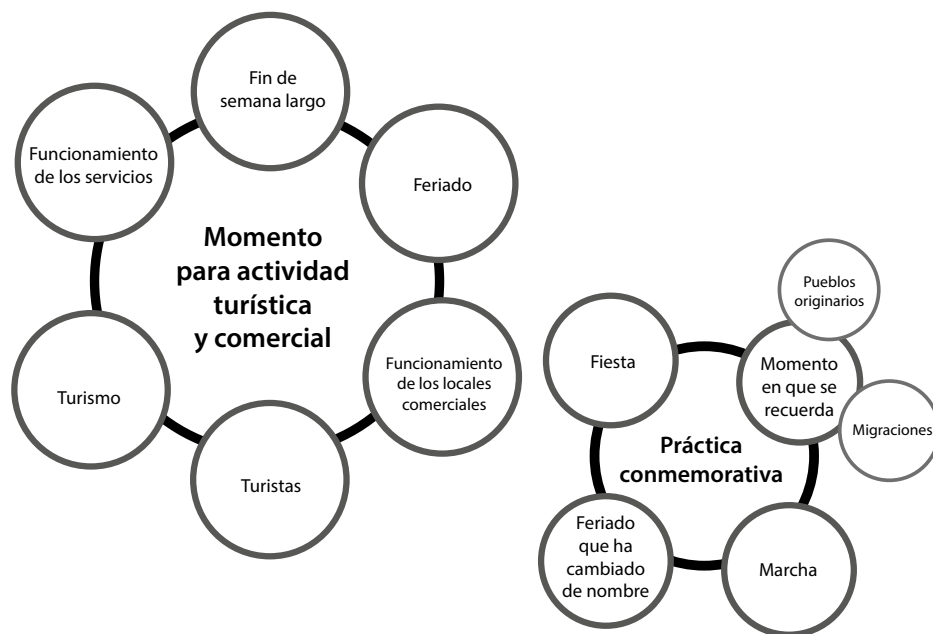 Fin de
semana largo
Funcionamiento
de los servicios
Feriado
Momento
para actividad
turística
y comercial
Funcionamiento
de los locales
comerciales
Turismo
Turistas
Pueblos
originarios
Fiesta
Momento
en que se
recuerda
Migraciones
Práctica
conmemorativa
Feriado
que ha
cambiado
de nombre
Marcha